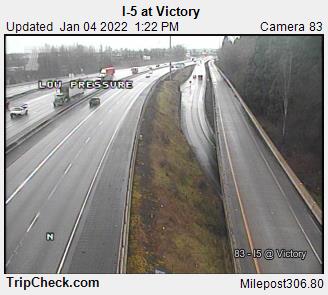 I-5 at Victory
Updated Jan 04 2022 1:22 PM Camera 83
LOW PRESSURE
N
83 - I5 @ Victory
TripCheck.com Milepost306.80